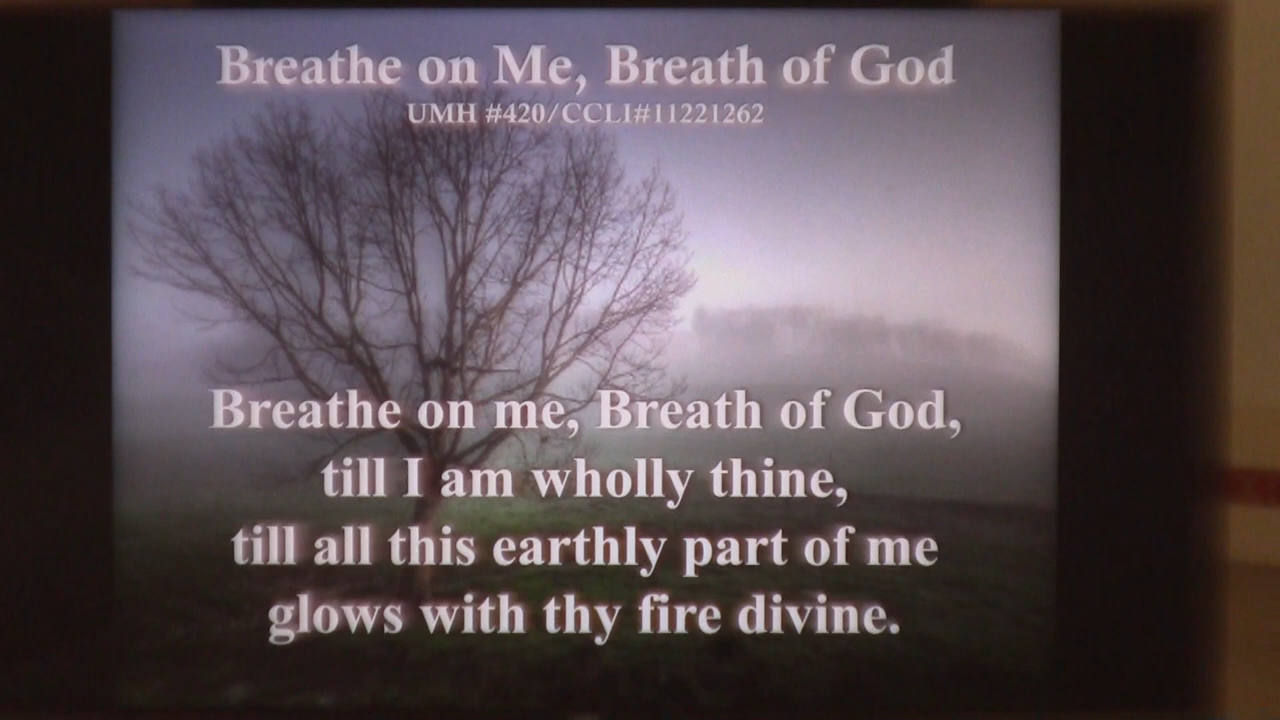 Breathe on Me, Breath of God
UMH #420/CCLI#11221262
Breathe on me, Breath of God,
till I am wholly thine,
till all this earthly part of me
glows with thy fire divine.